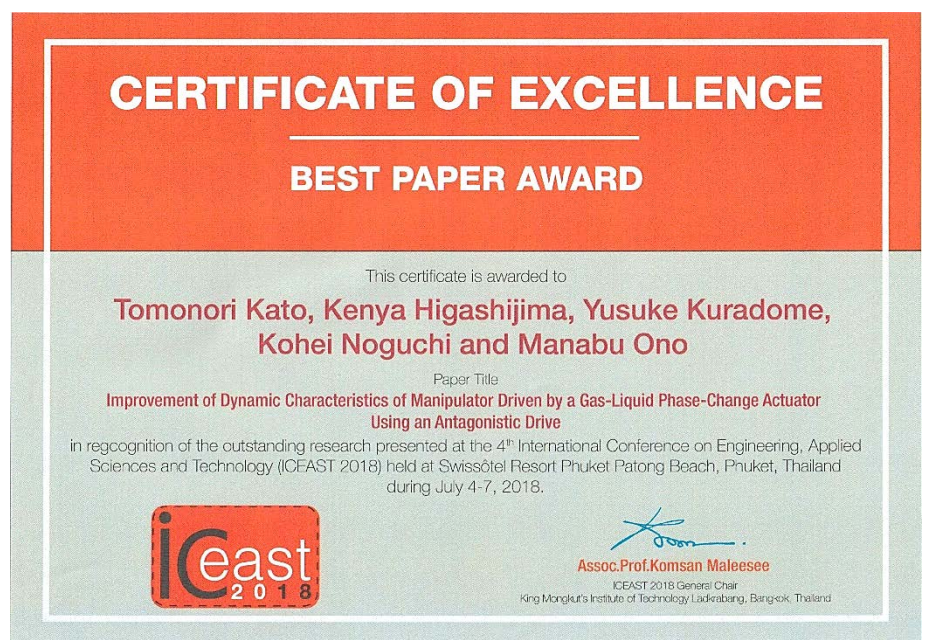 CERTIFICATE OF EXCELLENCE
BEST PAPER AWARD
This certificate is awarded to
Tomonori Kato, Kenya Higashijima, Yusuke Kuradome,
Kohei Noguchi and Manabu Ono
Paper Title
Improvement of Dynamic Characteristics of Manipulator Driven by a Gas-Liquid Phase-Change Actuator
Using an Antagonistic Drive
in regcognition of the outstanding research presented at the 4th International Conference on Engineering, Applied
Sciences and Technology (ICEAST 2018) held at Swissôtel Resort Phuket Patong Beach, Phuket, Thailand
during July 4-7, 2018.
iCeast
2018
Assoc.Prof.Komsan Maleesee
ICEAST 2018 General Chair
King Mongkut's Institute of Technology Ladkrabang, Bangkok, Thailand